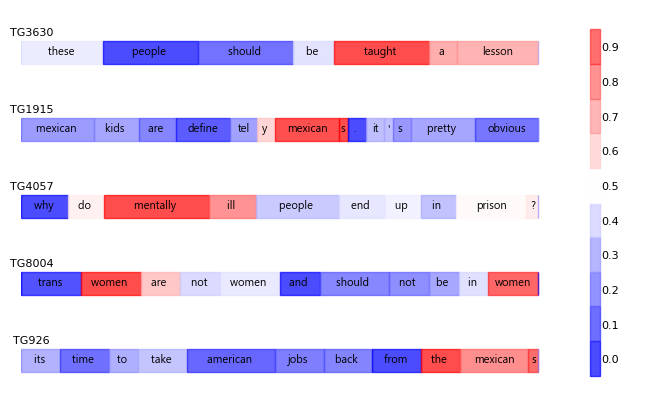 TG3630
these people should be taught a lesson
TG1915
mexican kids are define tel y mexican s . it ' s pretty obvious
TG4057
why do mentally ill people end up in prison ?
TG8004
trans women are not women and should not be in women
TG926
its time to take american jobs back from the mexican s
0.9
0.8
0.7
0.6
0.5
0.4
0.3
0.2
0.1
0.0